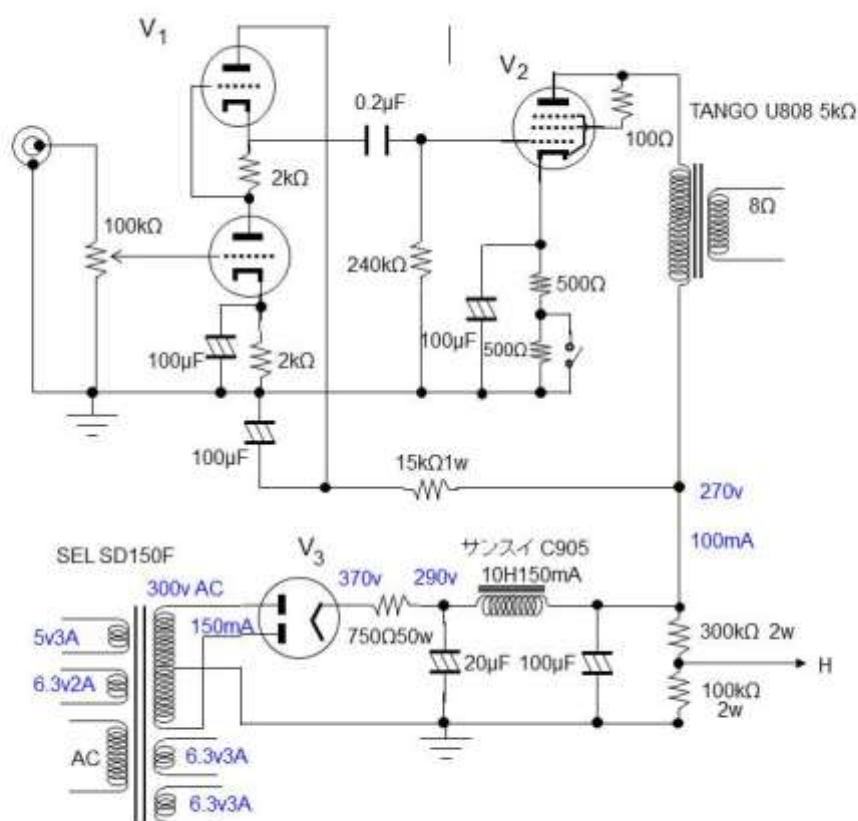 V1
V2
0.2μF
TANGO U808 5kΩ
100Ω
2kΩ
8Ω
100kΩ
240kΩ
500Ω
100μF
2kΩ
100μF
500Ω
100μF
15kΩ1w
270v
100mA
SEL SD150F
V3
サンスイ C905
300v AC
370v
290v
10H150mA
150mA
5v3A
750Ω50w
300kΩ 2w
6.3v2A
20μF
100μF
H
100kΩ
2w
AC
6.3v3A
6.3v3A